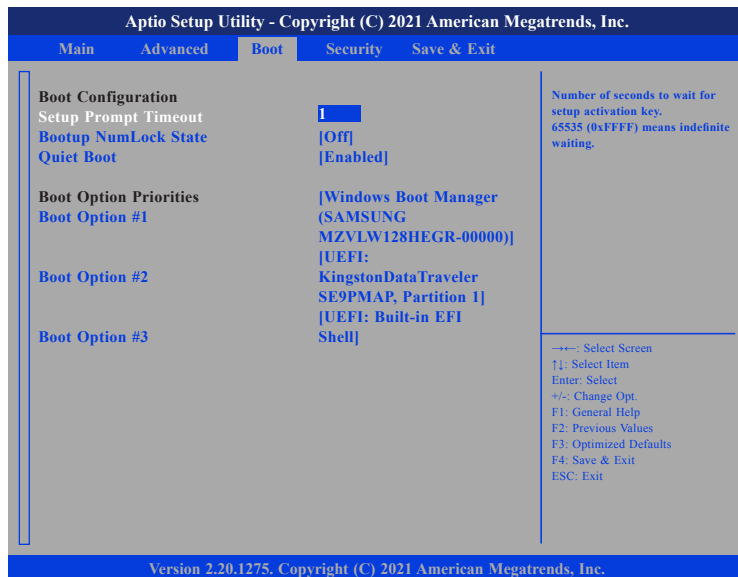 Aptio Setup Utility - Copyright (C) 2021 American Megatrends, Inc.
Main Advanced Boot Security Save & Exit
Boot Configuration
Setup Prompt Timeout 1
Bootup NumLock State [Off]
Quiet Boot [Enabled]
Boot Option Priorities [Windows Boot Manager
Boot Option #1 (SAMSUNG
MZVLW128HEGR-00000)]
[UEFI:
Boot Option #2 KingstonDataTraveler
SE9PMAP, Partition 1]
[UEFI: Built-in EFI
Boot Option #3 Shell]
Number of seconds to wait for
setup activation key.
65535 (0xFFFF) means indefinite
waiting.
→←: Select Screen
↑↓: Select Item
Enter: Select
+/-: Change Opt.
F1: General Help
F2: Previous Values
F3: Optimized Defaults
F4: Save & Exit
ESC: Exit
Version 2.20.1275. Copyright (C) 2021 American Megatrends, Inc.